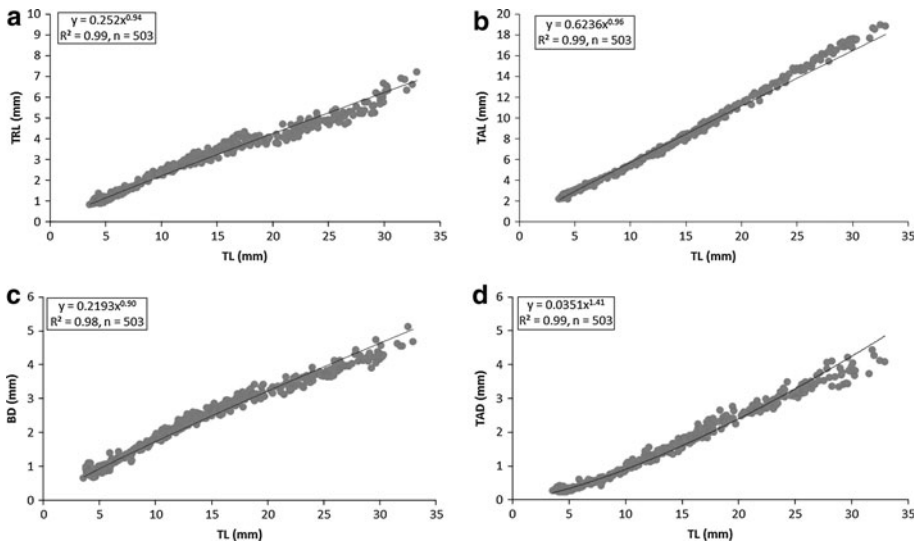 a
y = 0.252x^0.94
R² = 0.99, n = 503
TRL (mm)
10
9
8
7
6
5
4
3
2
1
0
0 5 10 15 20 25 30 35
TL (mm)
b
y = 0.6236x^0.96
R² = 0.99, n = 503
TAL (mm)
20
18
16
14
12
10
8
6
4
2
0
0 5 10 15 20 25 30 35
TL (mm)
c
y = 0.2193x^0.90
R² = 0.98, n = 503
BD (mm)
6
5
4
3
2
1
0
0 5 10 15 20 25 30 35
TL (mm)
d
y = 0.0351x^1.41
R² = 0.99, n = 503
TAD (mm)
6
5
4
3
2
1
0
0 5 10 15 20 25 30 35
TL (mm)